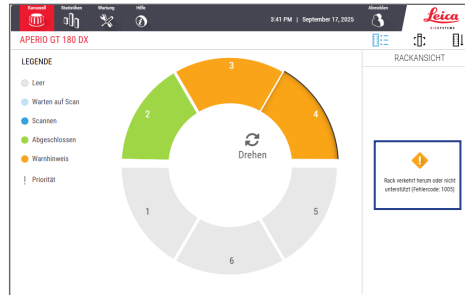 Karussell Statistiken Wartung Hilfe 3:41 PM | September 17, 2025 Abmelden Leica
BIOSYSTEMS
APERIO GT 180 DX
LEGENDE
RACKANSICHT
Leer
Warten auf Scan
Scannen
Abgeschlossen
Warnhinweis
! Priorität
3
2
4
Drehen
1
5
6
!
Rack verkehrt herum oder nicht
unterstützt (Fehlercode: 1005)